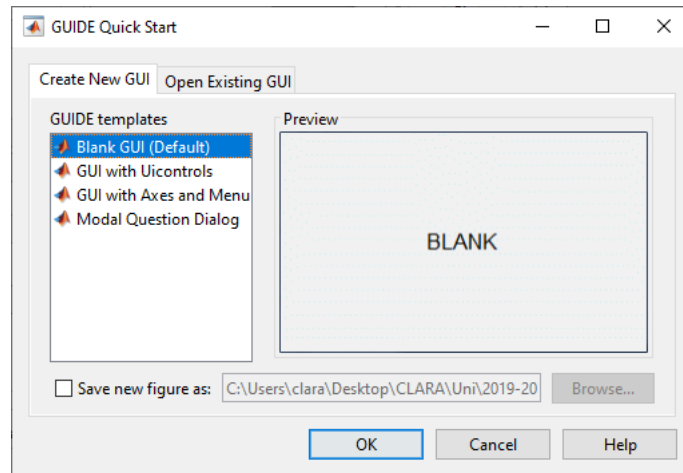 GUIDE Quick Start
Create New GUI
Open Existing GUI
GUIDE templates
Preview
Blank GUI (Default)
GUI with Uicontrols
GUI with Axes and Menu
Modal Question Dialog
BLANK
Save new figure as:
C:\Users\clara\Desktop\CLARA\Uni\2019-20
Browse...
OK
Cancel
Help